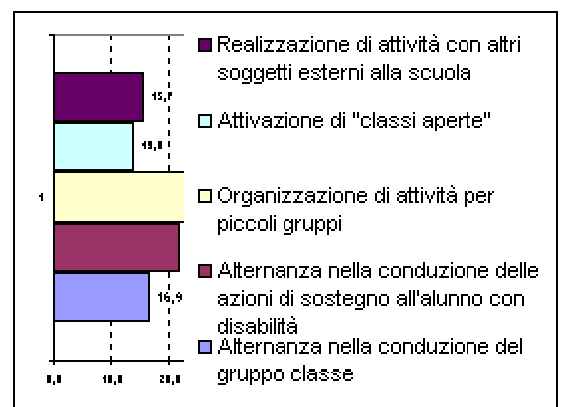 Realizzazione di attività con altri
soggetti esterni alla scuola
15,7
Attivazione di "classi aperte"
1
Organizzazione di attività per
piccoli gruppi
Alternanza nella conduzione delle
azioni di sostegno all'alunno con
disabilità
16,9
Alternanza nella conduzione del
gruppo classe
0,0 10,0 20,0